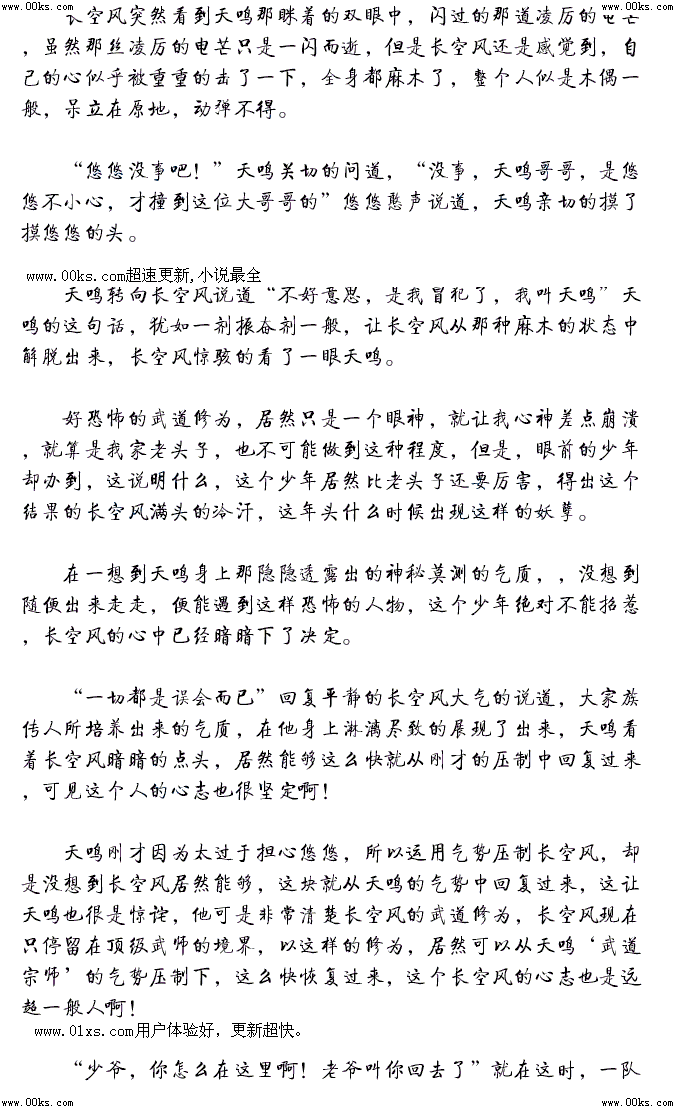 www.00ks.com www.00ks.com
长空风突然看到天鸣那眯着的双眼中，闪过的那道凌厉的电芒
，虽然那丝凌厉的电芒只是一闪而逝，但是长空风还是感觉到，自
己的心似乎被重重的击了一下，全身都麻木了，整个人似是木偶一
般，呆立在原地，动弹不得。
“悠悠没事吧！”天鸣关切的问道，“没事，天鸣哥哥，是悠
悠不小心，才撞到这位大哥哥的”悠悠憨声说道，天鸣亲切的摸了
摸悠悠的头。
www.00ks.com超速更新,小说最全
天鸣转向长空风说道“不好意思，是我冒犯了，我叫天鸣”天
鸣的这句话，犹如一剂振奋剂一般，让长空风从那种麻木的状态中
解脱出来，长空风惊骇的看了一眼天鸣。
好恐怖的武道修为，居然只是一个眼神，就让我心神差点崩溃
，就算是我家老头子，也不可能做到这种程度，但是，眼前的少年
却办到，这说明什么，这个少年居然比老头子还要厉害，得出这个
结果的长空风满头的冷汗，这年头什么时候出现这样的妖孽。
在一想到天鸣身上那隐隐透露出的神秘莫测的气质，，没想到
随便出来走走，便能遇到这样恐怖的人物，这个少年绝对不能招惹
，长空风的心中已经暗暗下了决定。
“一切都是误会而已”回复平静的长空风大气的说道，大家族
传人所培养出来的气质，在他身上淋漓尽致的展现了出来，天鸣看
着长空风暗暗的点头，居然能够这么快就从刚才的压制中回复过来
，可见这个人的心志也很坚定啊！
天鸣刚才因为太过于担心悠悠，所以运用气势压制长空风，却
是没想到长空风居然能够，这块就从天鸣的气势中回复过来，这让
天鸣也很是惊诧，他可是非常清楚长空风的武道修为，长空风现在
只停留在顶级武师的境界，以这样的修为，居然可以从天鸣‘武道
宗师’的气势压制下，这么快恢复过来，这个长空风的心志也是远
超一般人啊！
www.01xs.com用户体验好，更新超快。
“少爷，你怎么在这里啊！老爷叫你回去了”就在这时，一队
www.00ks.com www.00ks.com